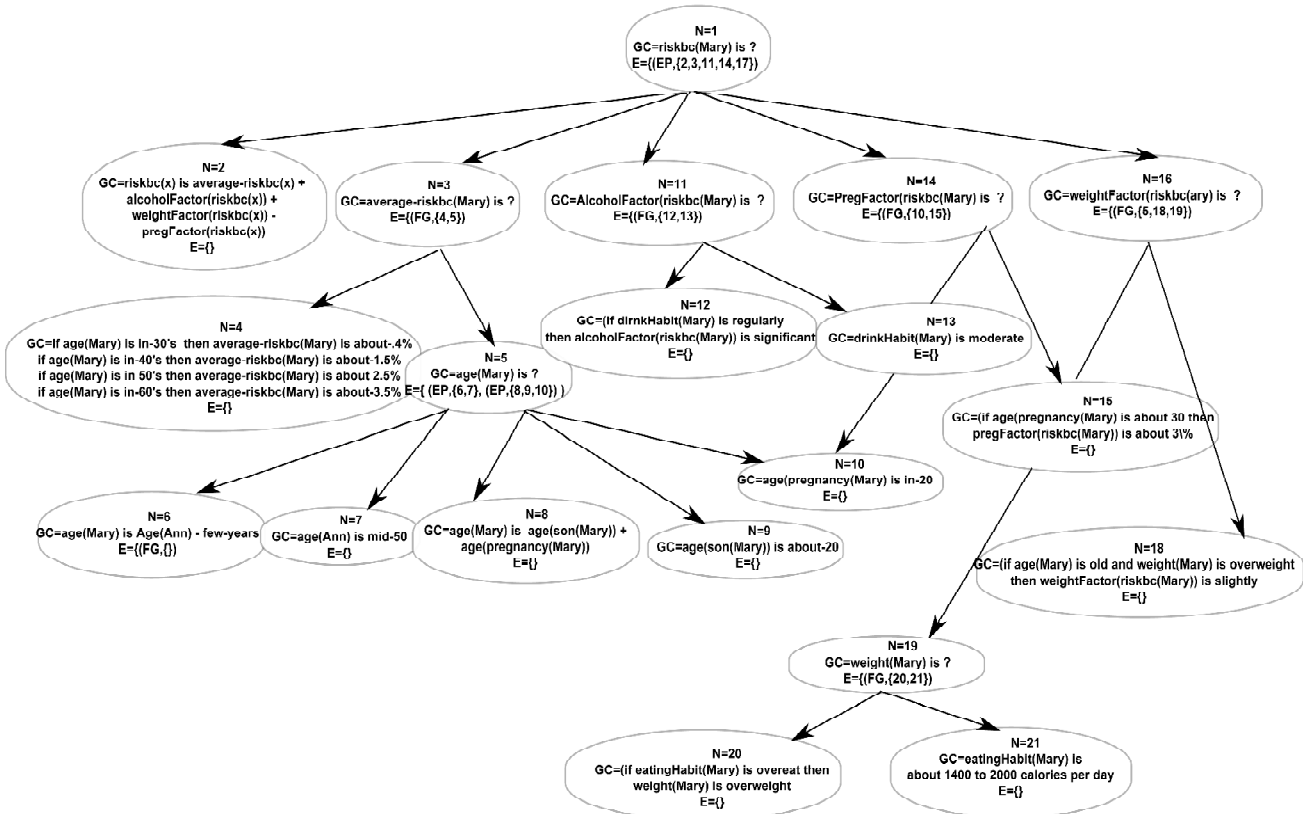 N=1
GC=riskbc(Mary) is ?
E={(EP,{2,3,11,14,17})
N=2
GC=riskbc(x) is average-riskbc(x) +
alcoholFactor(riskbc(x)) +
weightFactor(riskbc(x)) -
pregFactor(riskbc(x))
E={}
N=3
GC=average-riskbc(Mary) is ?
E={(FG,{4,5})
N=11
GC=AlcoholFactor(riskbc(Mary) is ?
E={(FG,{12,13})
N=14
GC=PregFactor(riskbc(Mary) is ?
E={(FG,{10,15})
N=16
GC=weightFactor(riskbc(ary) is ?
E={(FG,{5,18,19})
N=4
GC=If age(Mary) is in-30's then average-riskbc(Mary) is about-.4%
if age(Mary) is in-40's then average-riskbc(Mary) is about-1.5%
if age(Mary) is in 50's then average-riskbc(Mary) is about 2.5%
if age(Mary) is in-60's then average-riskbc(Mary) is about-3.5%
E={}
N=5
GC=age(Mary) is ?
E={ (EP,{6,7}, (EP,{8,9,10}) )
N=12
GC=(if dirnkHabit(Mary) is regularly
then alcoholFactor(riskbc(Mary)) is significant
E={}
N=13
GC=drinkHabit(Mary) is moderate
E={}
N=15
GC=(if age(pregnancy(Mary) is about 30 then
pregFactor(riskbc(Mary)) is about 3\%
E={}
N=10
GC=age(pregnancy(Mary) is in-20
E={}
N=6
GC=age(Mary) is Age(Ann) - few-years
E={(FG,{})
N=7
GC=age(Ann) is mid-50
E={}
N=8
GC=age(Mary) is age(son(Mary)) +
age(pregnancy(Mary))
E={}
N=9
GC=age(son(Mary)) is about-20
E={}
N=18
GC=(if age(Mary) is old and weight(Mary) is overweight
then weightFactor(riskbc(Mary)) is slightly
E={}
N=19
GC=weight(Mary) is ?
E={(FG,{20,21})
N=20
GC=(if eatingHabit(Mary) is overeat then
weight(Mary) is overweight
E={}
N=21
GC=eatingHabit(Mary) is
about 1400 to 2000 calories per day
E={}